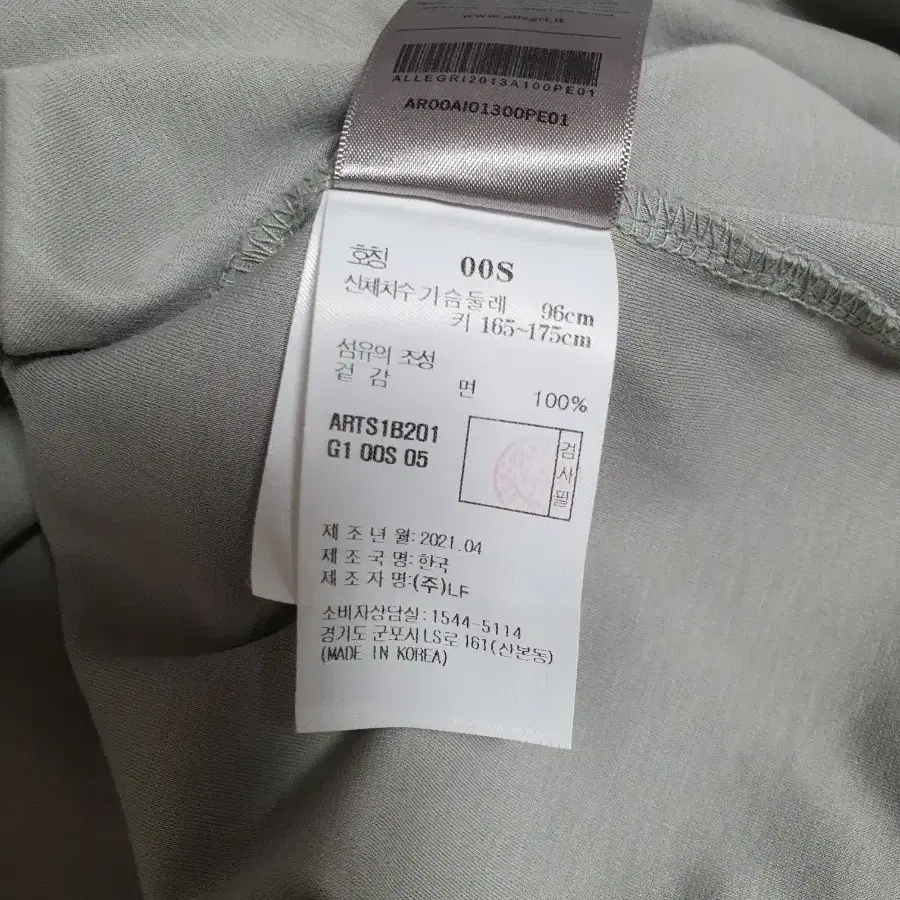 www.allegri.it
ALLEGRI2013A100PE01
AR00AI01300PE01
호칭 00S
신체치수 가슴둘레 96cm
키 165~175cm
섬유의 조성
겉 감 면 100%
ARTS1B201
G1 00S 05
검사필
제 조 년 월: 2021.04
제 조 국 명: 한국
제 조 자 명: (주)LF
소비자상담실: 1544-5114
경기도 군포시 LS로 161(산본동)
(MADE IN KOREA)